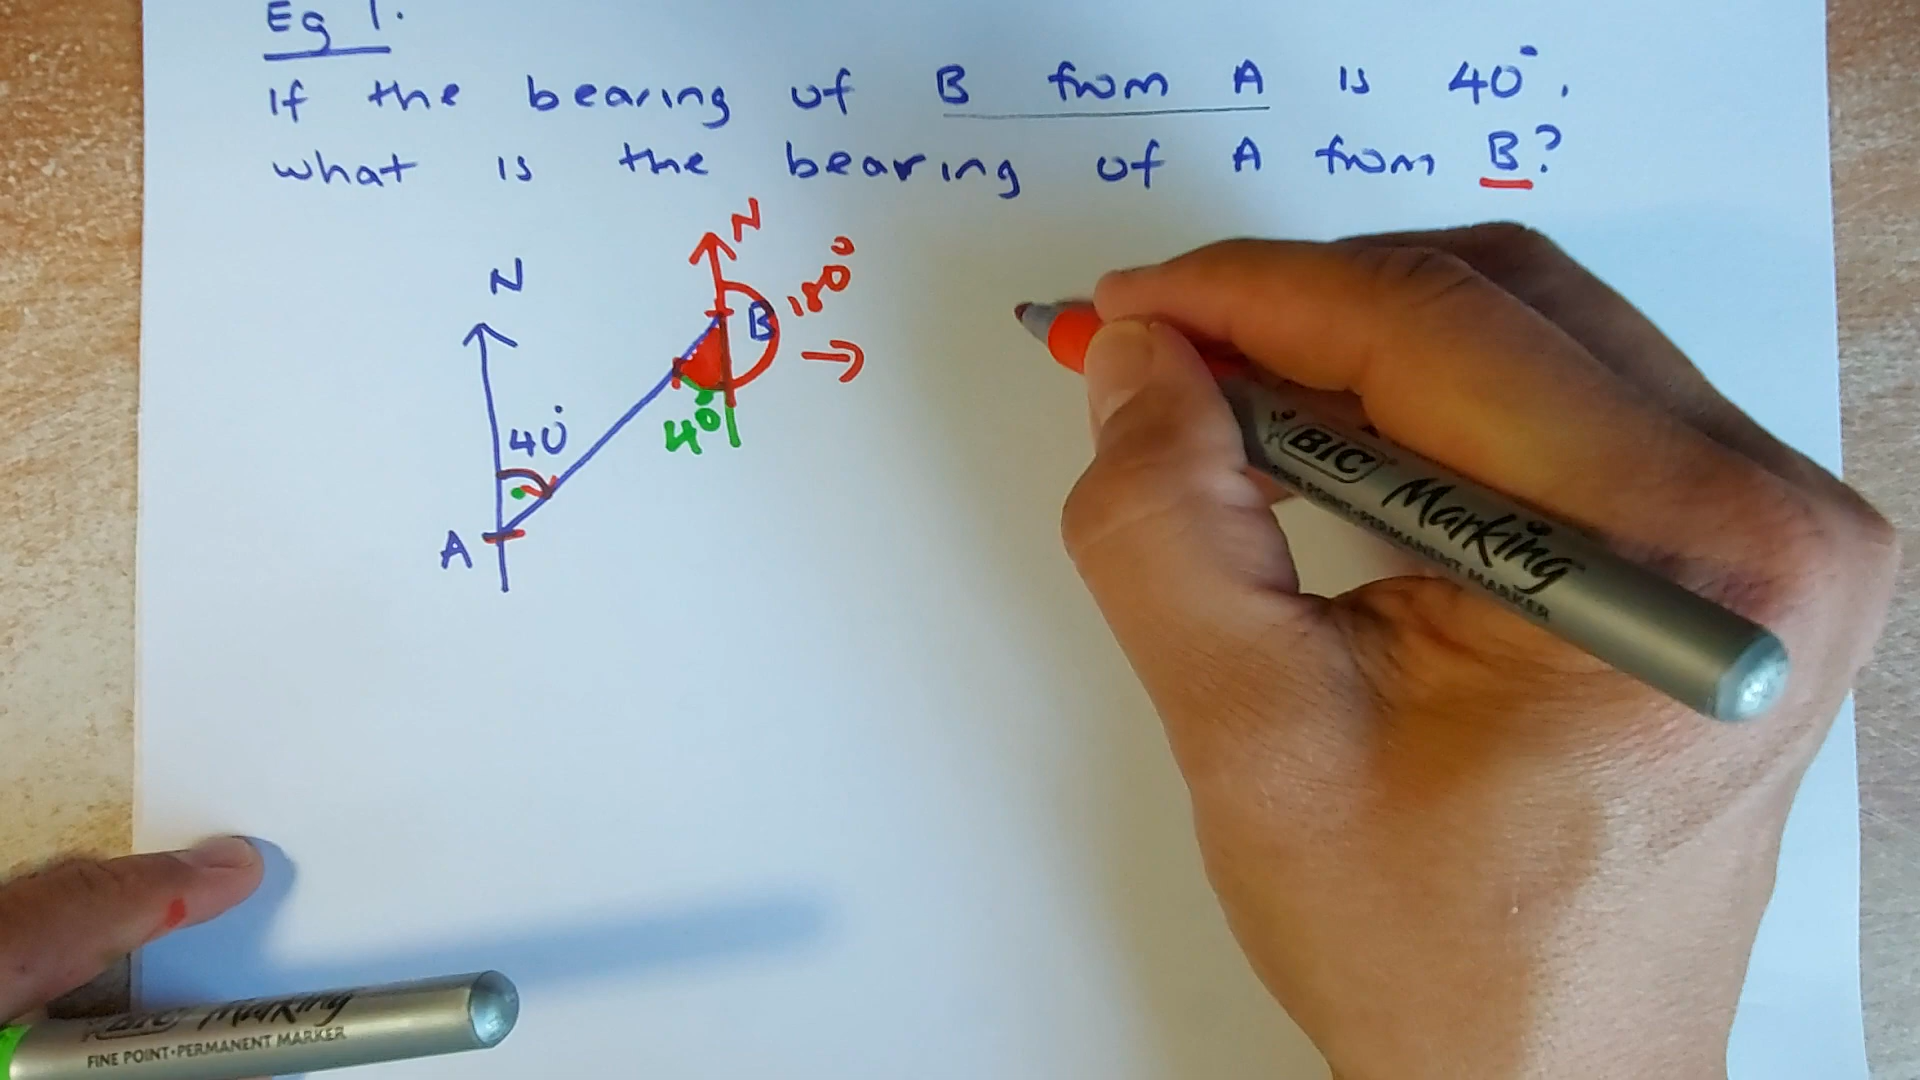 Eg 1.
If the bearing of B from A is 40°.
what is the bearing of A from B?
N
N
B
180°
40°
40°
A
BIC Marking
FINE POINT•PERMANENT MARKER
BIC Marking
FINE POINT•PERMANENT MARKER